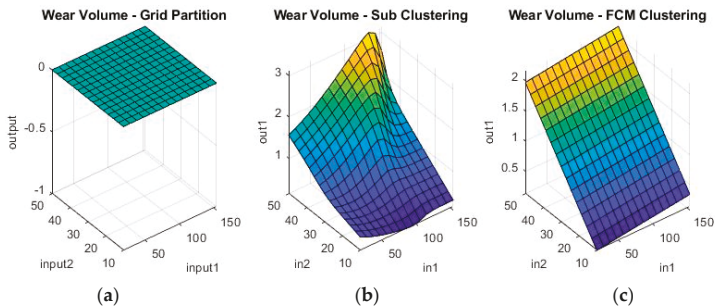 Wear Volume - Grid Partition
output
0
-0.5
-1
50
40
30
20
10
input2
50
100
150
input1
(a)
Wear Volume - Sub Clustering
out1
3
2
1
50
40
30
20
10
in2
50
100
150
in1
(b)
Wear Volume - FCM Clustering
out1
2
1.5
1
0.5
50
40
30
20
10
in2
50
100
150
in1
(c)